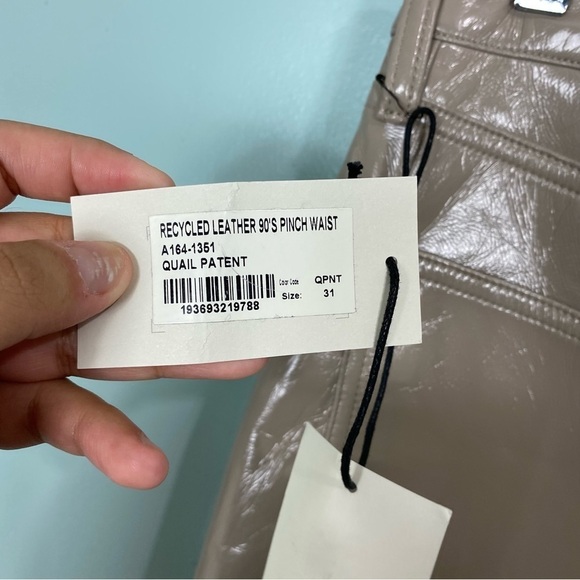 RECYCLED LEATHER 90'S PINCH WAIST
A164-1351
QUAIL PATENT
Color Code QPNT
Size: 31
193693219788